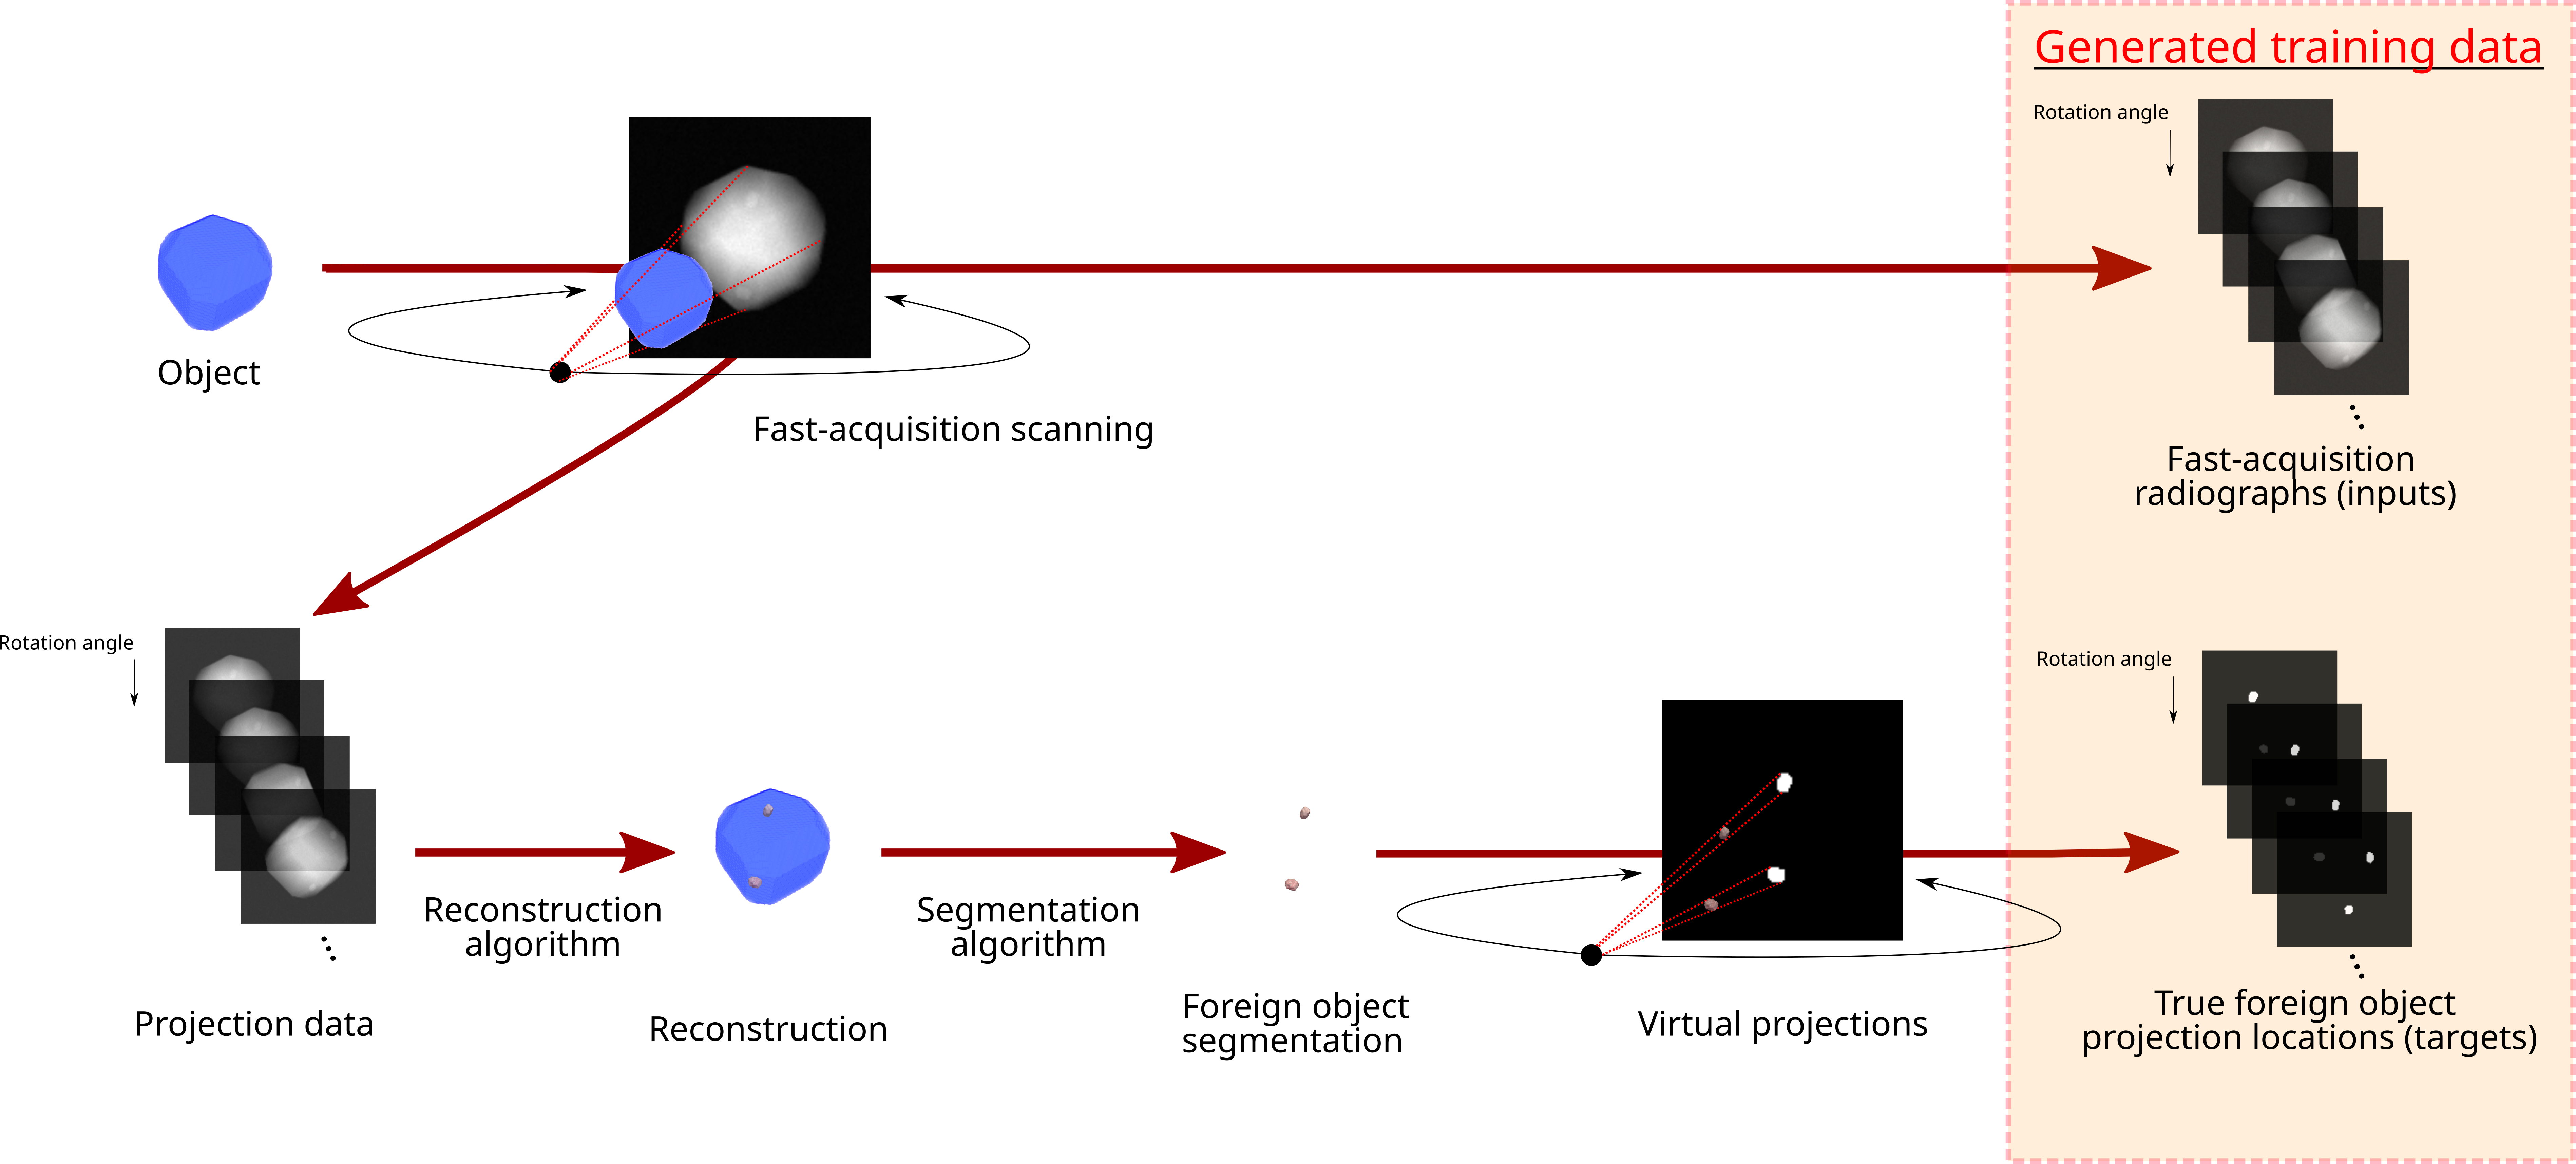 Generated training data
Rotation angle
Object
Fast-acquisition scanning
Fast-acquisition
radiographs (inputs)
Rotation angle
Rotation angle
Reconstruction
algorithm
Segmentation
algorithm
Projection data
Reconstruction
Foreign object
segmentation
Virtual projections
True foreign object
projection locations (targets)